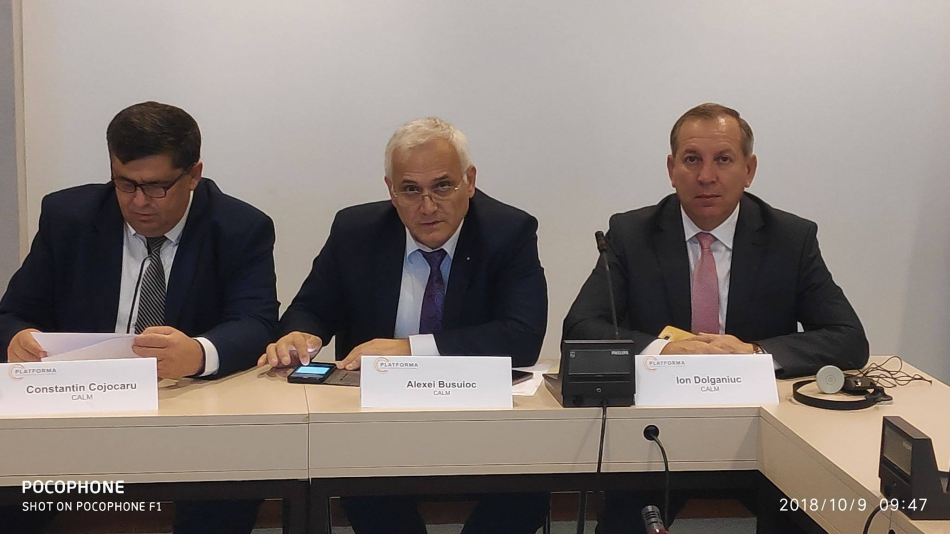 PLATFORMA
Constantin Cojocaru
CALM
PLATFORMA
Alexei Busuioc
CALM
PHILIPS
PLATFORMA
Ion Dolganiuc
CALM
POCOPHONE
SHOT ON POCOPHONE F1
2018/10/9 09:47